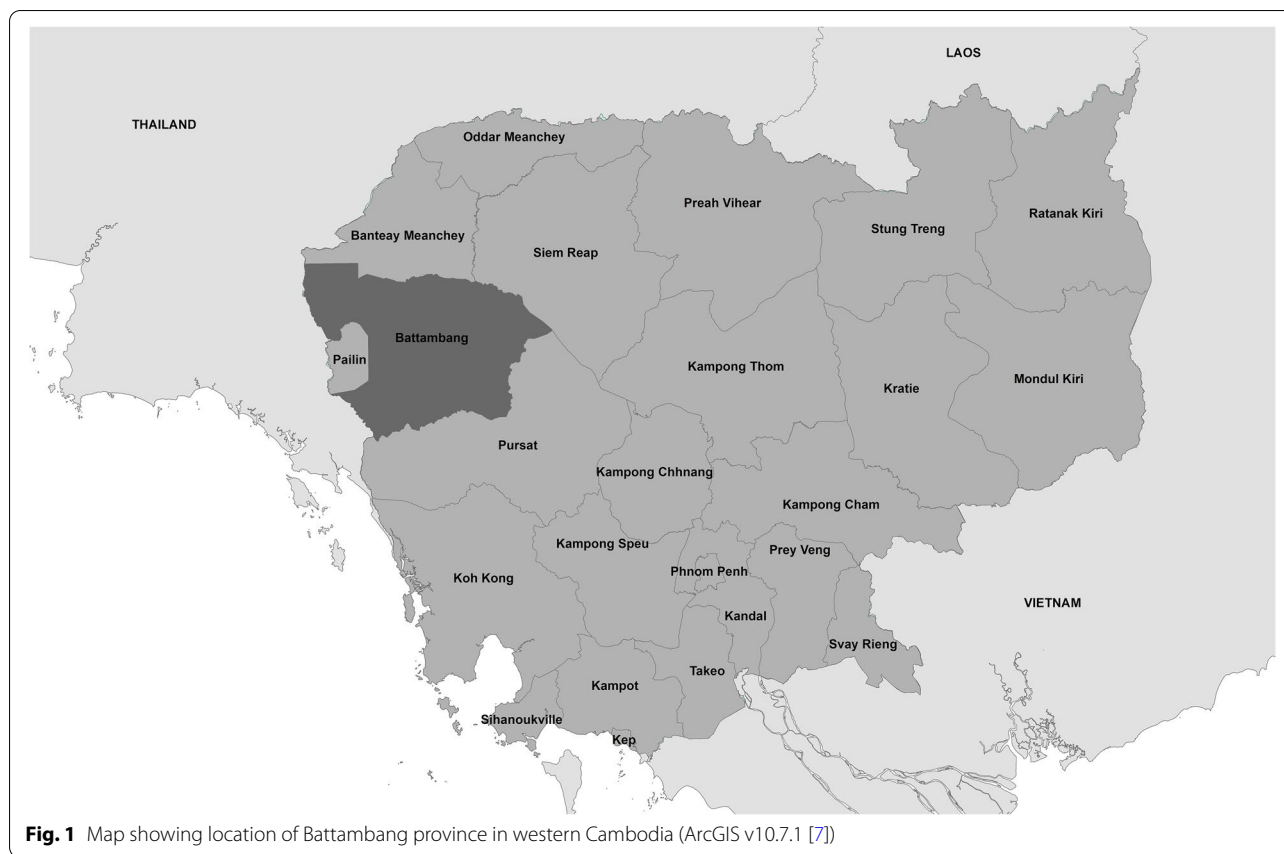 LAOS
THAILAND
Oddar Meanchey
Preah Vihear
Ratanak Kiri
Stung Treng
Banteay Meanchey
Siem Reap
Battambang
Pailin
Kampong Thom
Mondul Kiri
Kratie
Pursat
Kampong Chhnang
Kampong Cham
Kampong Speu
Prey Veng
Phnom Penh
Koh Kong
VIETNAM
Kandal
Svay Rieng
Takeo
Kampot
Sihanoukville
Kep
Fig. 1 Map showing location of Battambang province in western Cambodia (ArcGIS v10.7.1 [7])